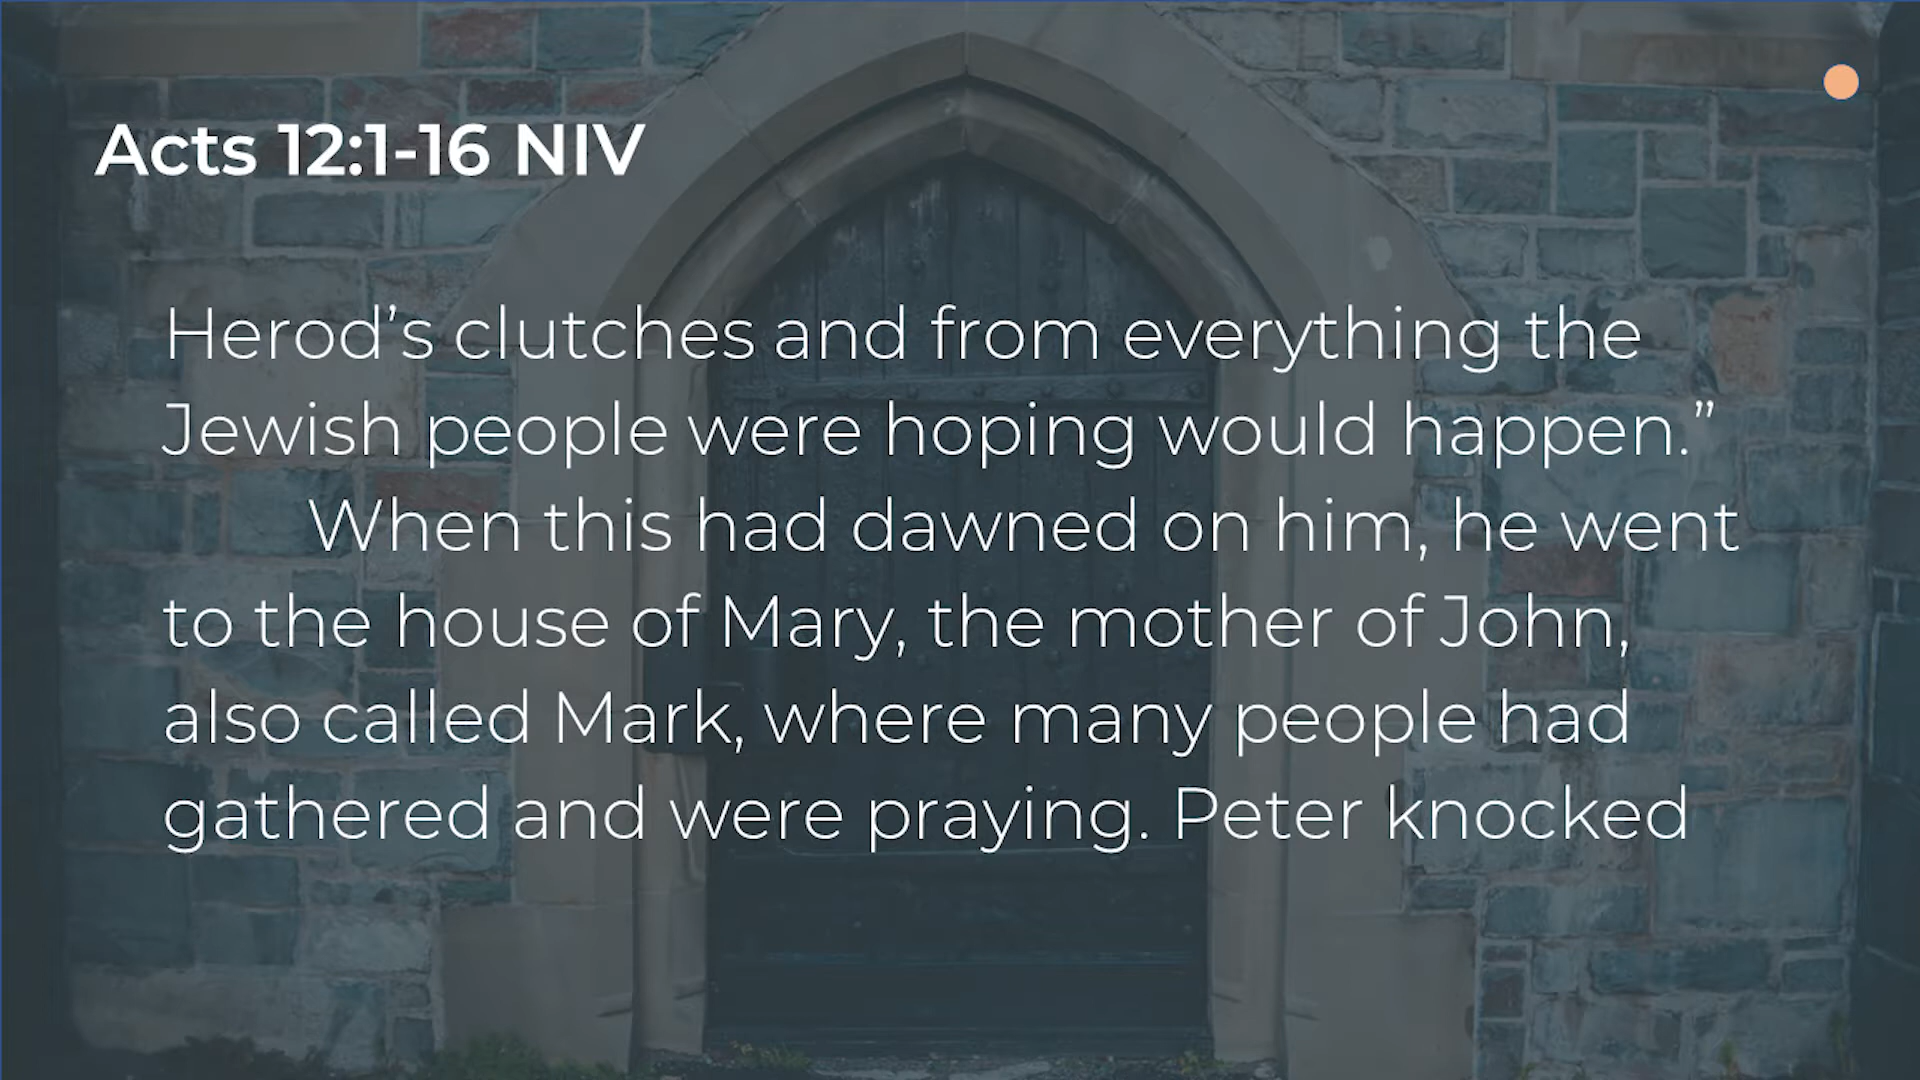 Acts 12:1-16 NIV
Herod’s clutches and from everything the
Jewish people were hoping would happen.”
When this had dawned on him, he went
to the house of Mary, the mother of John,
also called Mark, where many people had
gathered and were praying. Peter knocked